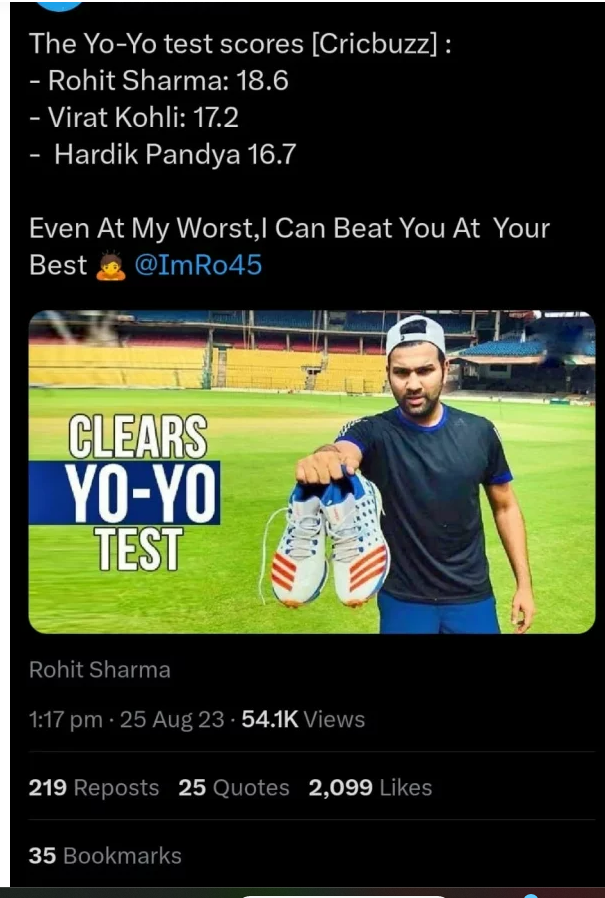 The Yo-Yo test scores [Cricbuzz] :
- Rohit Sharma: 18.6
- Virat Kohli: 17.2
- Hardik Pandya 16.7
Even At My Worst,I Can Beat You At Your
Best 🙇 @ImRo45
CLEARS
YO-YO
TEST
Rohit Sharma
1:17 pm · 25 Aug 23 · 54.1K Views
219 Reposts 25 Quotes 2,099 Likes
35 Bookmarks